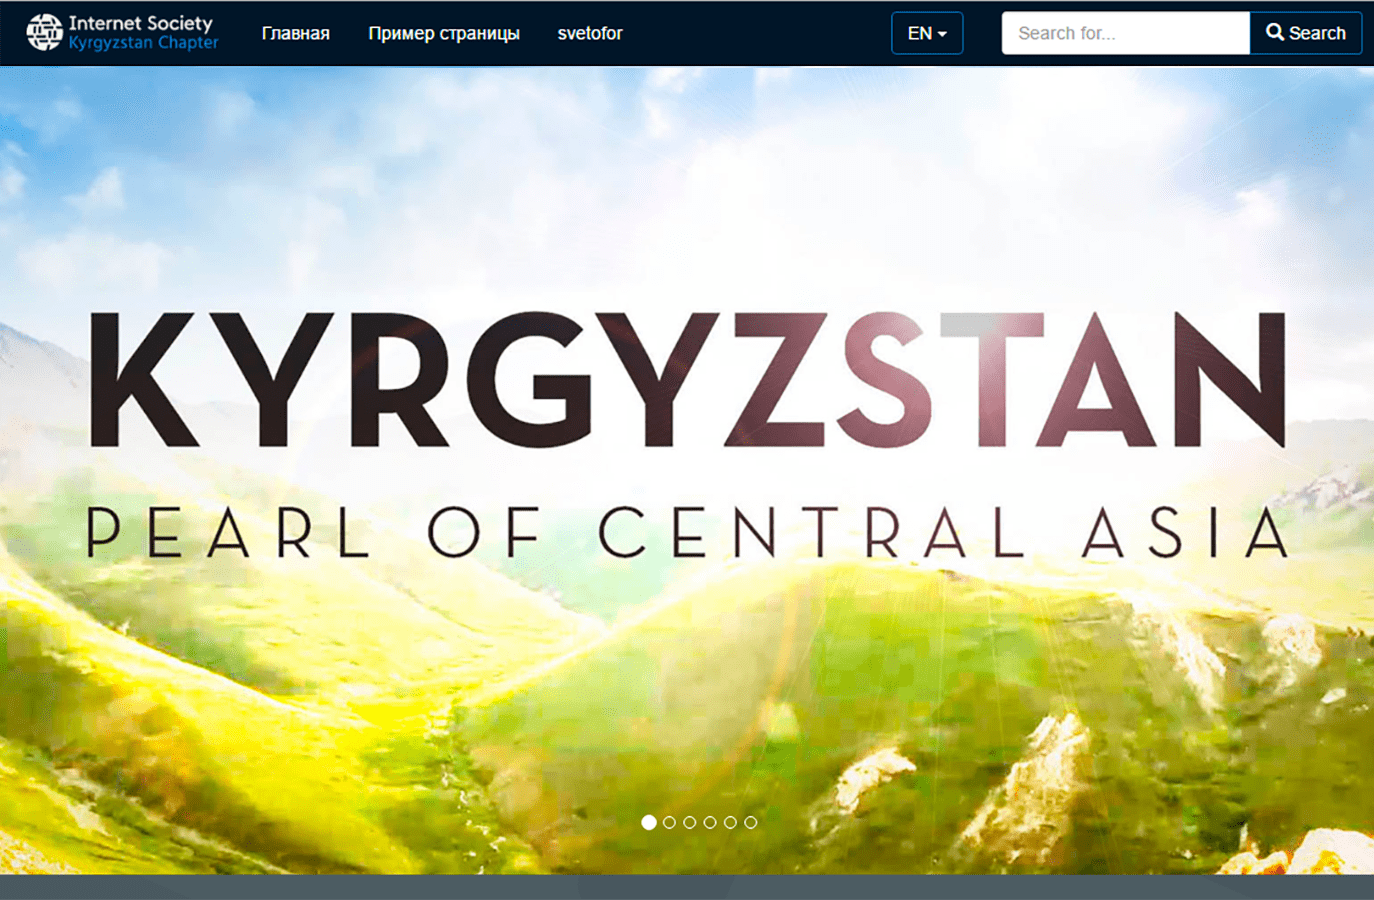 Internet Society
Kyrgyzstan Chapter
Главная
Пример страницы
svetofor
EN
Search for...
Search
KYRGYZSTAN
PEARL OF CENTRAL ASIA